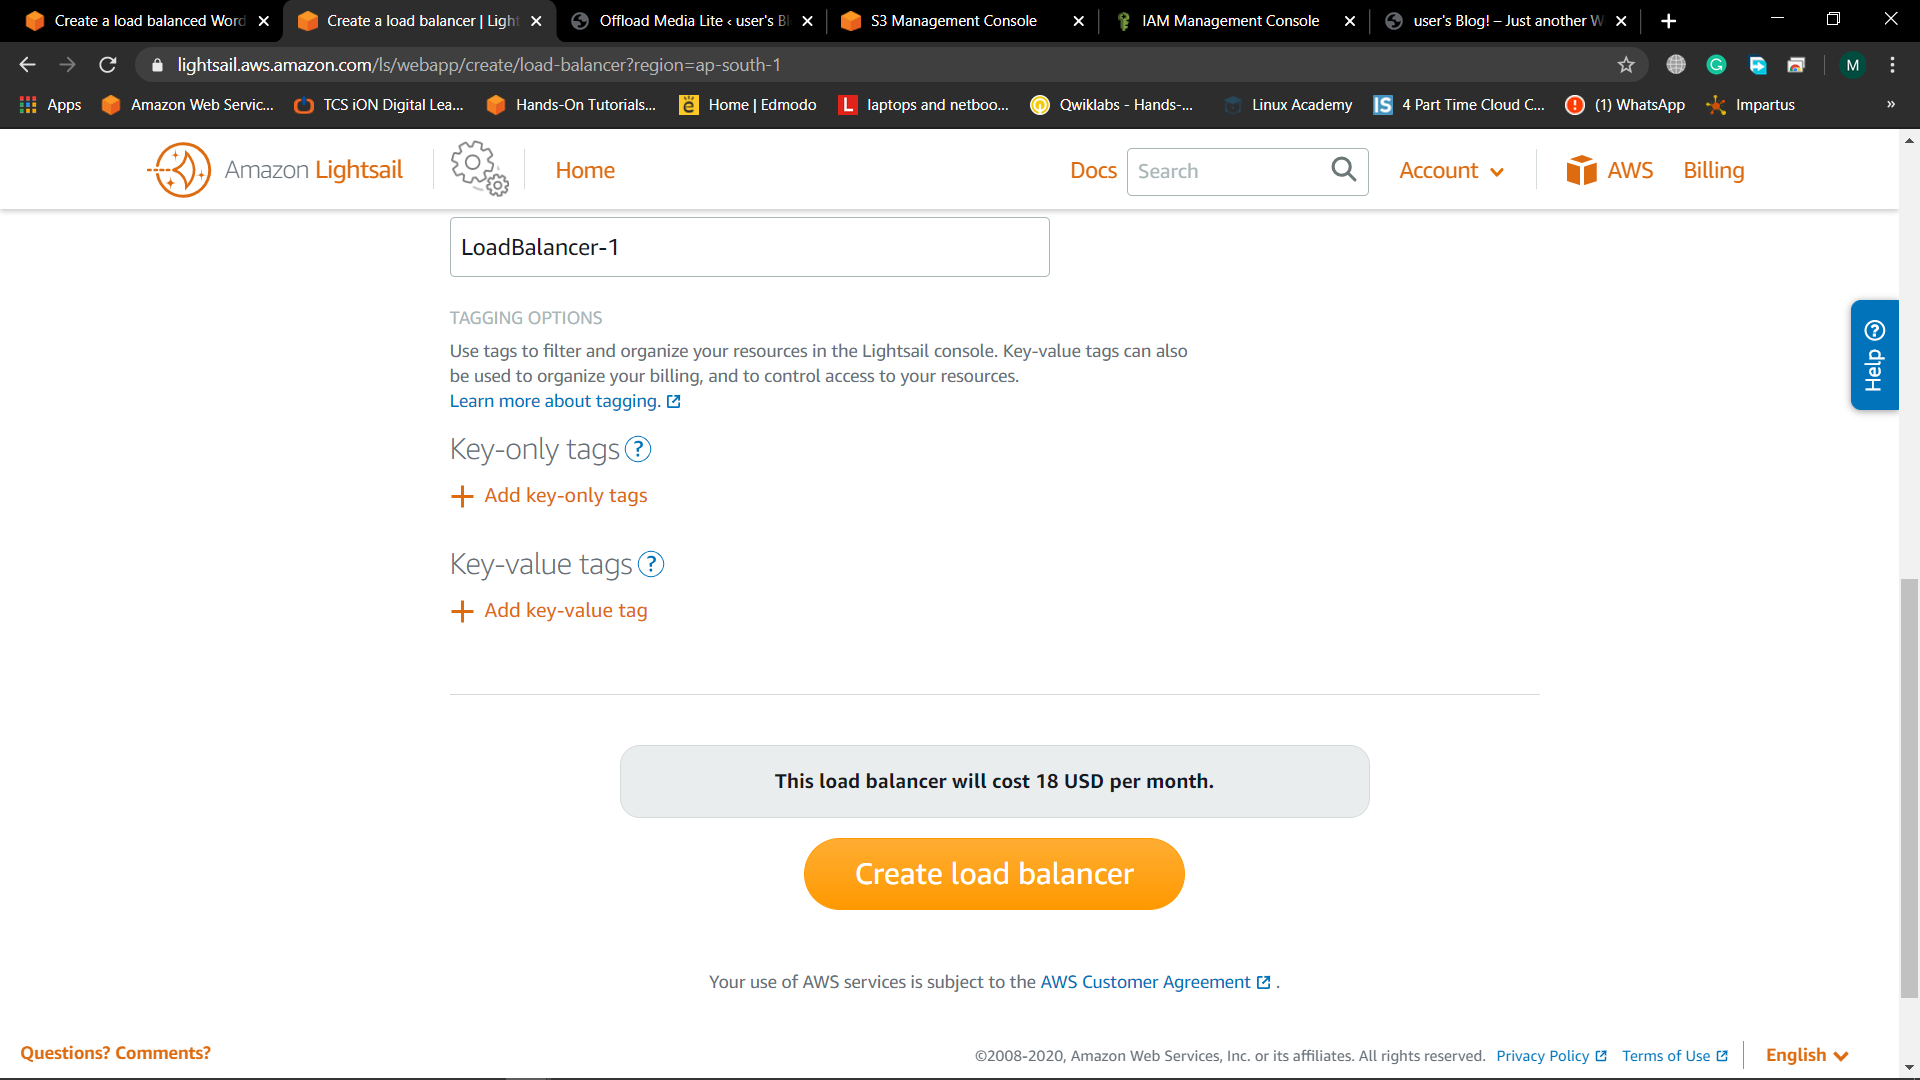 Create a load balanced Word
Create a load balancer | Light
Offload Media Lite ‹ user's Bl
S3 Management Console
IAM Management Console
user's Blog! – Just another W
lightsail.aws.amazon.com/ls/webapp/create/load-balancer?region=ap-south-1
M
Apps
Amazon Web Servic...
TCS iON Digital Lea...
Hands-On Tutorials...
Home | Edmodo
laptops and netboo...
Qwiklabs - Hands-...
Linux Academy
4 Part Time Cloud C...
(1) WhatsApp
Impartus
»
Amazon Lightsail
Home
Docs
Search
Account
AWS
Billing
LoadBalancer-1
Help
TAGGING OPTIONS
Use tags to filter and organize your resources in the Lightsail console. Key-value tags can also
be used to organize your billing, and to control access to your resources.
Learn more about tagging.
Key-only tags ?
+ Add key-only tags
Key-value tags ?
+ Add key-value tag
This load balancer will cost 18 USD per month.
Create load balancer
Your use of AWS services is subject to the AWS Customer Agreement .
Questions? Comments?
©2008-2020, Amazon Web Services, Inc. or its affiliates. All rights reserved.
Privacy Policy
Terms of Use
English